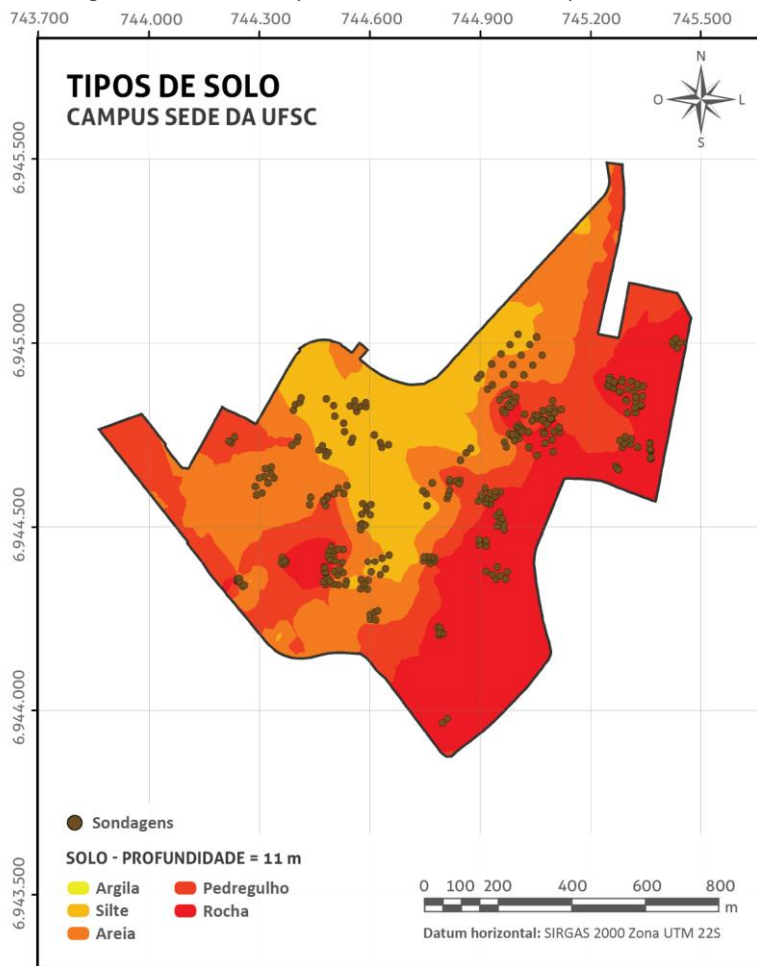 743.700 744.000 744.300 744.600 744.900 745.200 745.500
TIPOS DE SOLO
CAMPUS SEDE DA UFSC
N
O L
S
6.945.500
6.945.000
6.944.500
6.944.000
6.943.500
Sondagens
SOLO - PROFUNDIDADE = 11 m
Argila Pedregulho
Silte Rocha
Areia
0 100 200 400 600 800
m
Datum horizontal: SIRGAS 2000 Zona UTM 22S